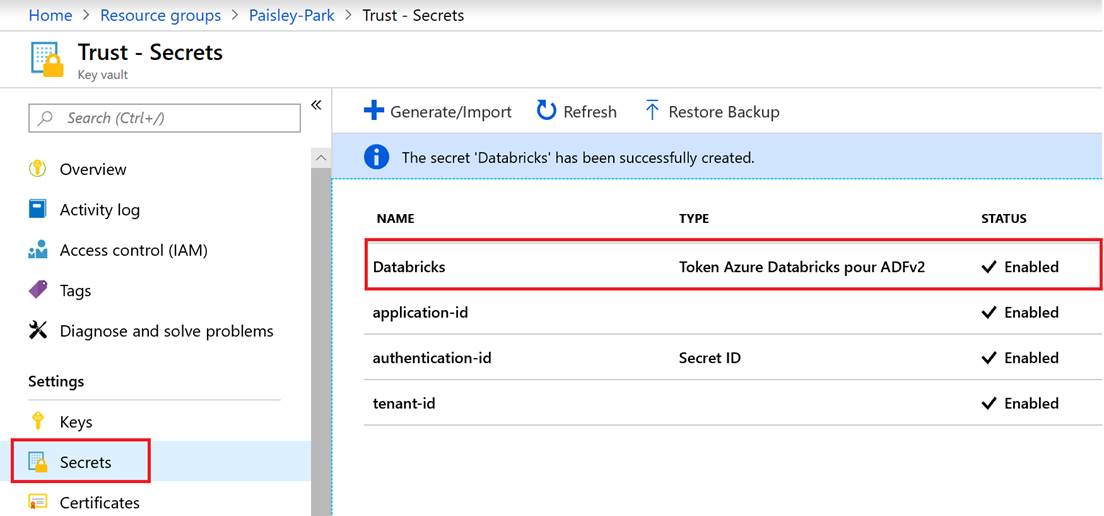 Home > Resource groups > Paisley-Park > Trust - Secrets
Trust - Secrets
Key vault
Search (Ctrl+/)
«
Overview
Activity log
Access control (IAM)
Tags
Diagnose and solve problems
Settings
Keys
Secrets
Certificates
Generate/Import Refresh Restore Backup
The secret 'Databricks' has been successfully created.
NAME TYPE STATUS
Databricks Token Azure Databricks pour ADFv2 Enabled
application-id Enabled
authentication-id Secret ID Enabled
tenant-id Enabled